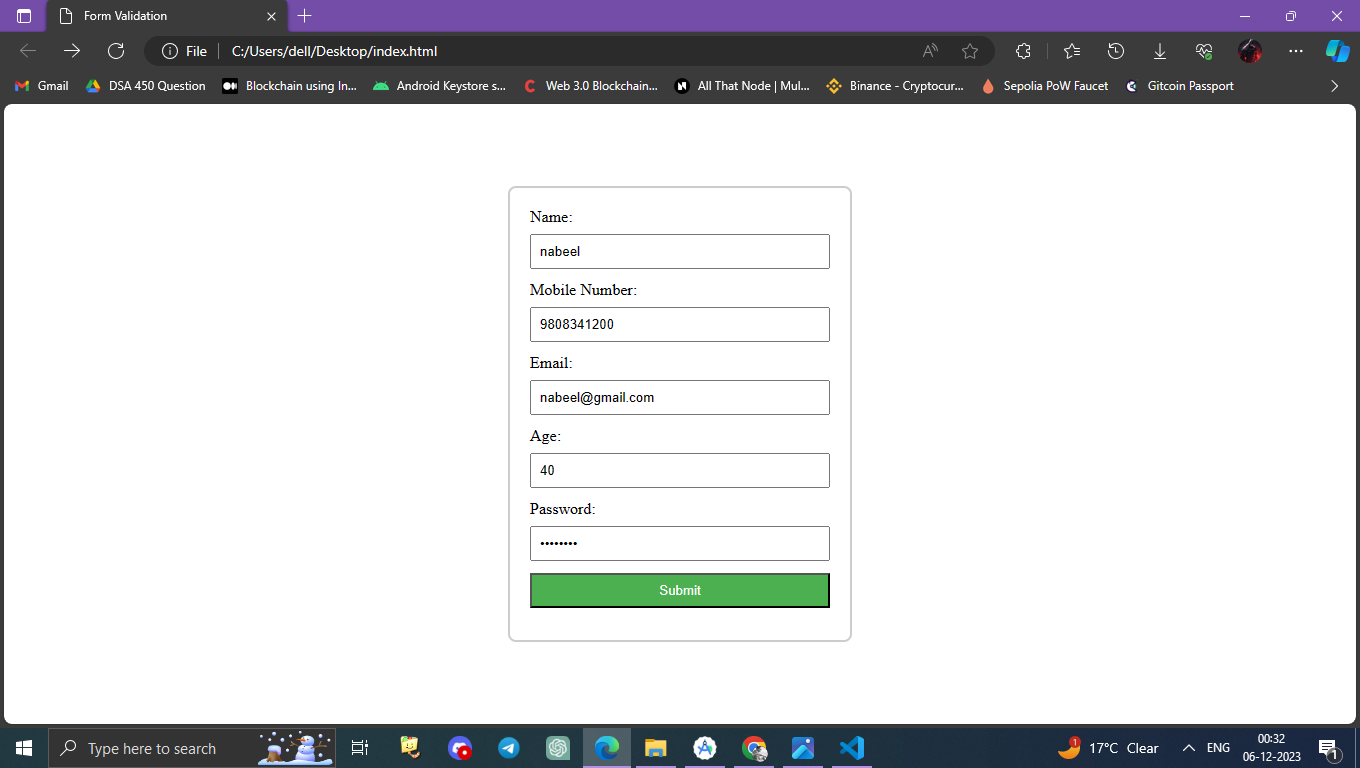 Form Validation
File C:/Users/dell/Desktop/index.html
Gmail DSA 450 Question Blockchain using In... Android Keystore s... Web 3.0 Blockchain... All That Node | Mul... Binance - Cryptocur... Sepolia PoW Faucet Gitcoin Passport
Name:
nabeel
Mobile Number:
9808341200
Email:
nabeel@gmail.com
Age:
40
Password:
••••••••
Submit
Type here to search 1 17°C Clear ENG 00:32 1
06-12-2023